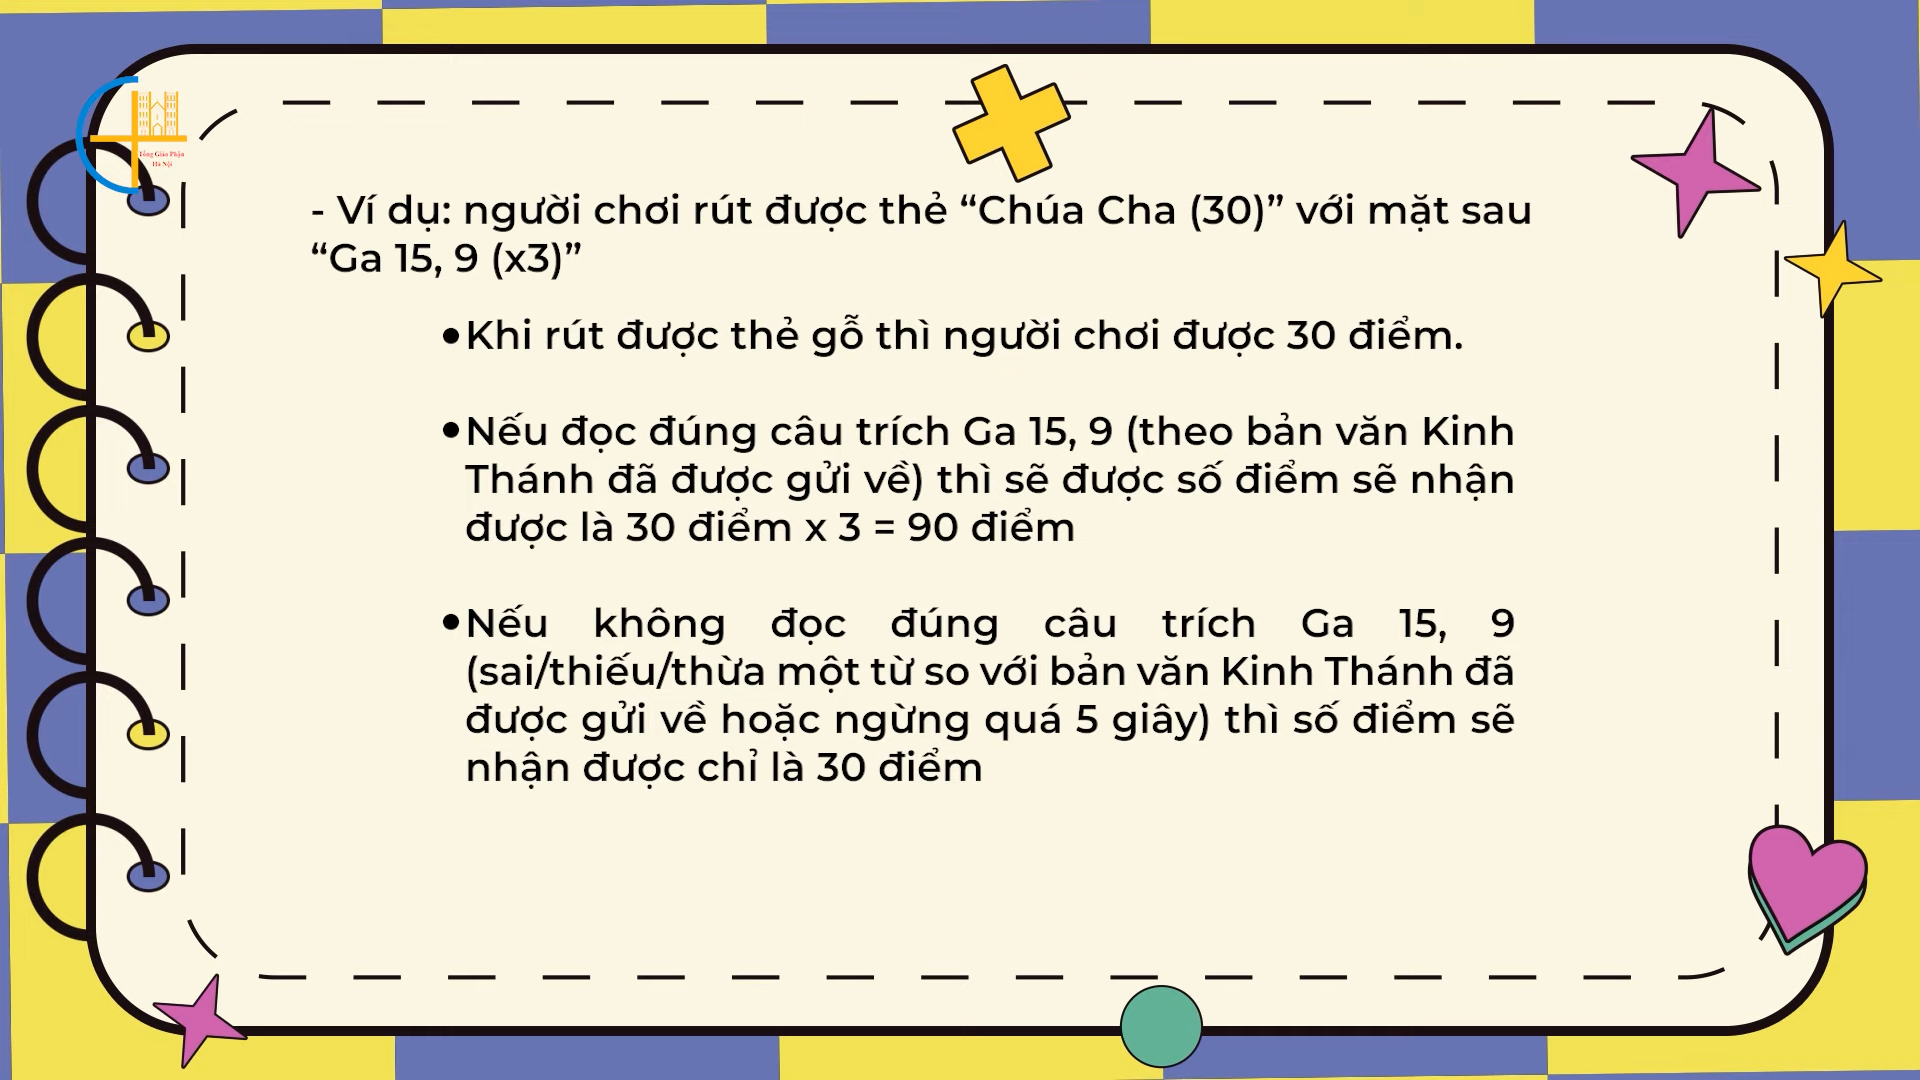 Tổng Giáo Phận
Hà Nội
- Ví dụ: người chơi rút được thẻ “Chúa Cha (30)” với mặt sau
“Ga 15, 9 (x3)”
•Khi rút được thẻ gỗ thì người chơi được 30 điểm.
•Nếu đọc đúng câu trích Ga 15, 9 (theo bản văn Kinh
Thánh đã được gửi về) thì sẽ được số điểm sẽ nhận
được là 30 điểm x 3 = 90 điểm
•Nếu không đọc đúng câu trích Ga 15, 9
(sai/thiếu/thừa một từ so với bản văn Kinh Thánh đã
được gửi về hoặc ngừng quá 5 giây) thì số điểm sẽ
nhận được chỉ là 30 điểm